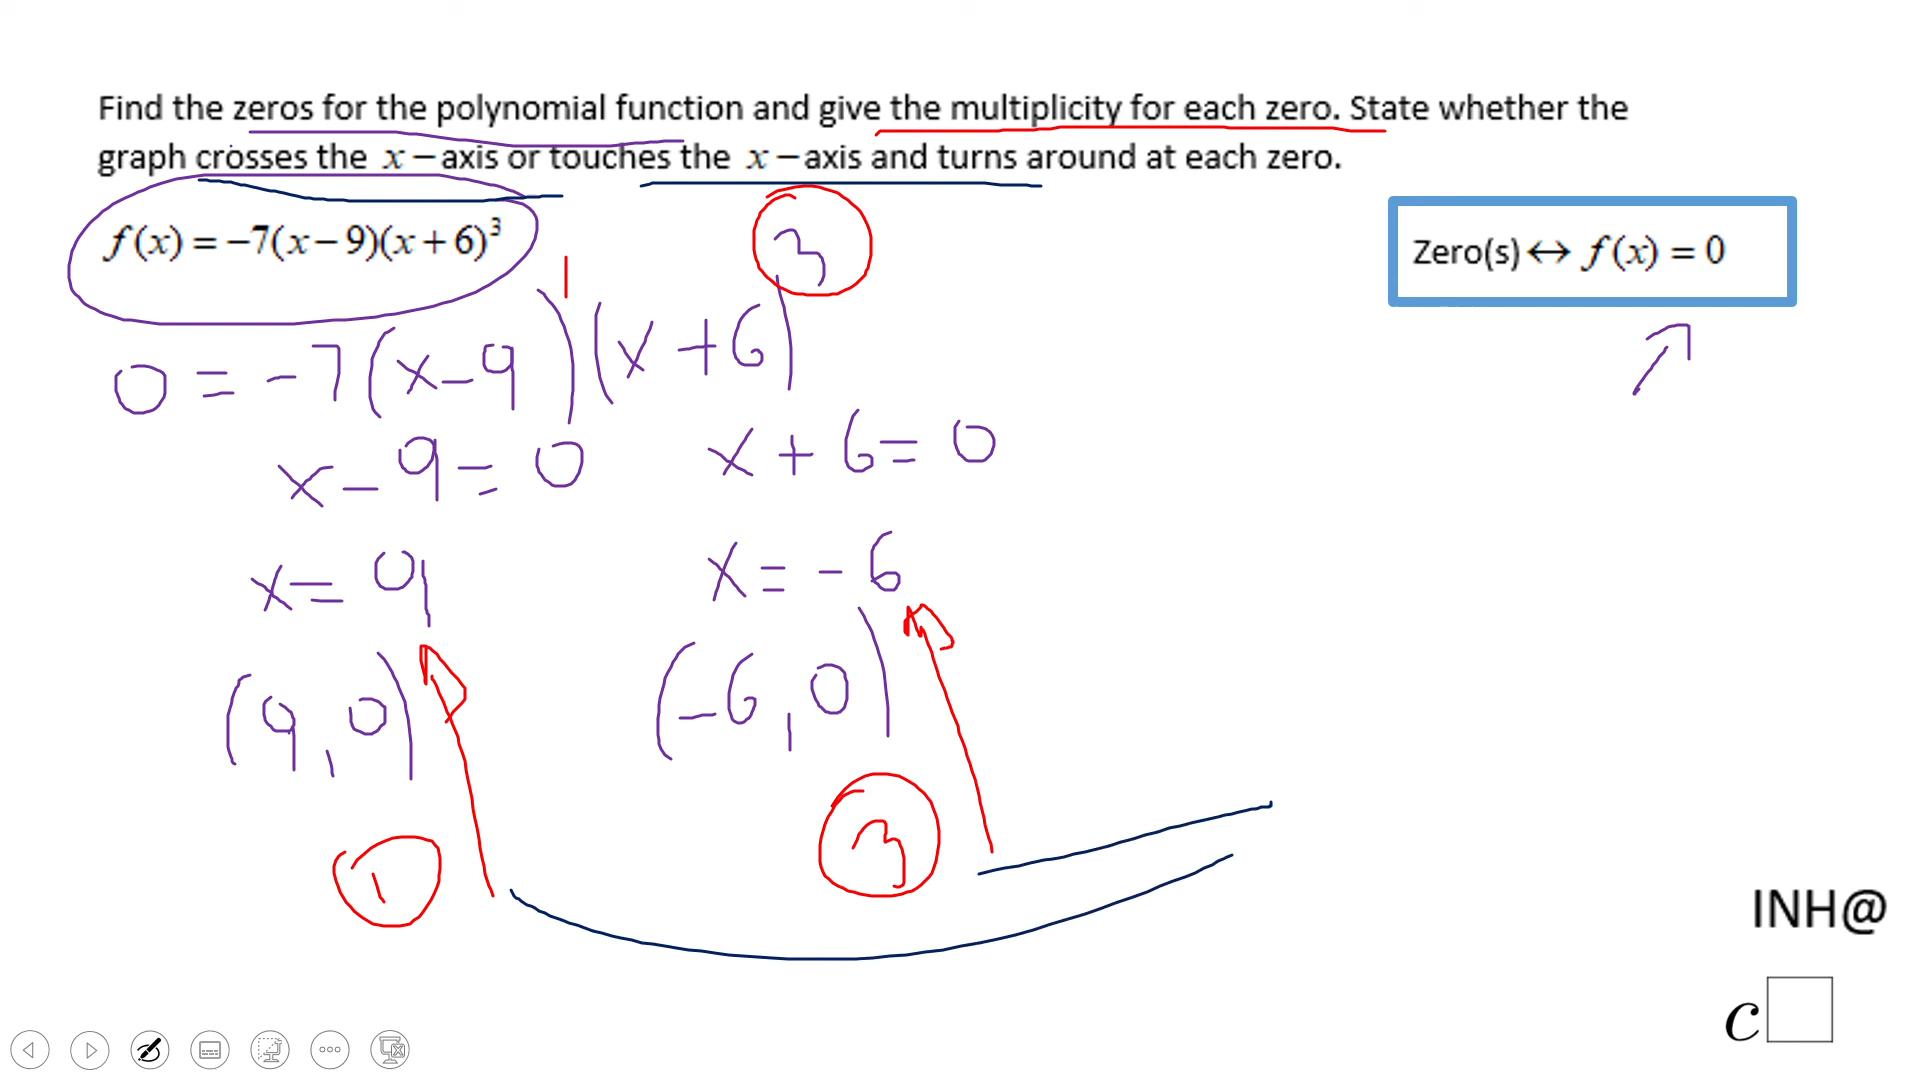 Find the zeros for the polynomial function and give the multiplicity for each zero. State whether the
graph crosses the x – axis or touches the x – axis and turns around at each zero.
f(x) = −7(x − 9)(x + 6)³
Zero(s) ↔ f(x) = 0
0 = −7(x − 9)¹(x + 6)³
x − 9 = 0
x + 6 = 0
x = 9
x = −6
(9, 0)
(−6, 0)
1
3
INH@
c